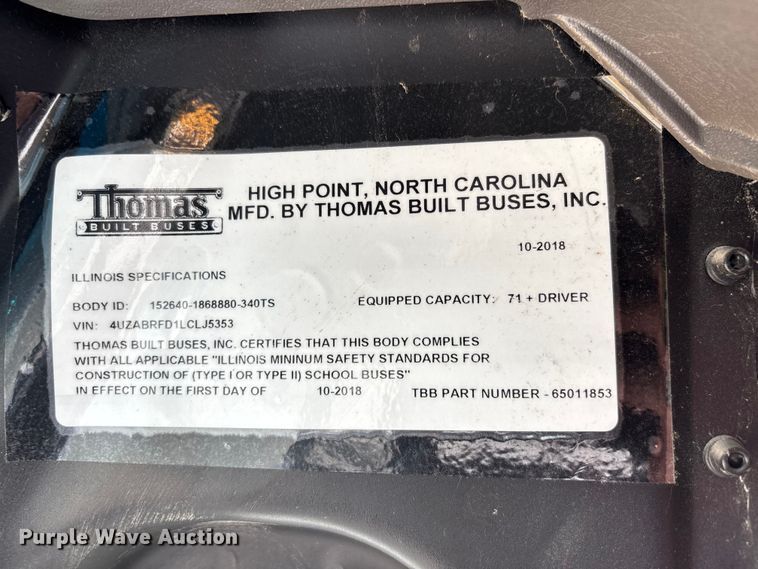 Thomas
BUILT BUSES
HIGH POINT, NORTH CAROLINA
MFD. BY THOMAS BUILT BUSES, INC.
10-2018
ILLINOIS SPECIFICATIONS
BODY ID: 152640-1868880-340TS EQUIPPED CAPACITY: 71 + DRIVER
VIN: 4UZABRFD1LCLJ5353
THOMAS BUILT BUSES, INC. CERTIFIES THAT THIS BODY COMPLIES
WITH ALL APPLICABLE "ILLINOIS MININUM SAFETY STANDARDS FOR
CONSTRUCTION OF (TYPE I OR TYPE II) SCHOOL BUSES"
IN EFFECT ON THE FIRST DAY OF 10-2018 TBB PART NUMBER - 65011853
Purple Wave Auction